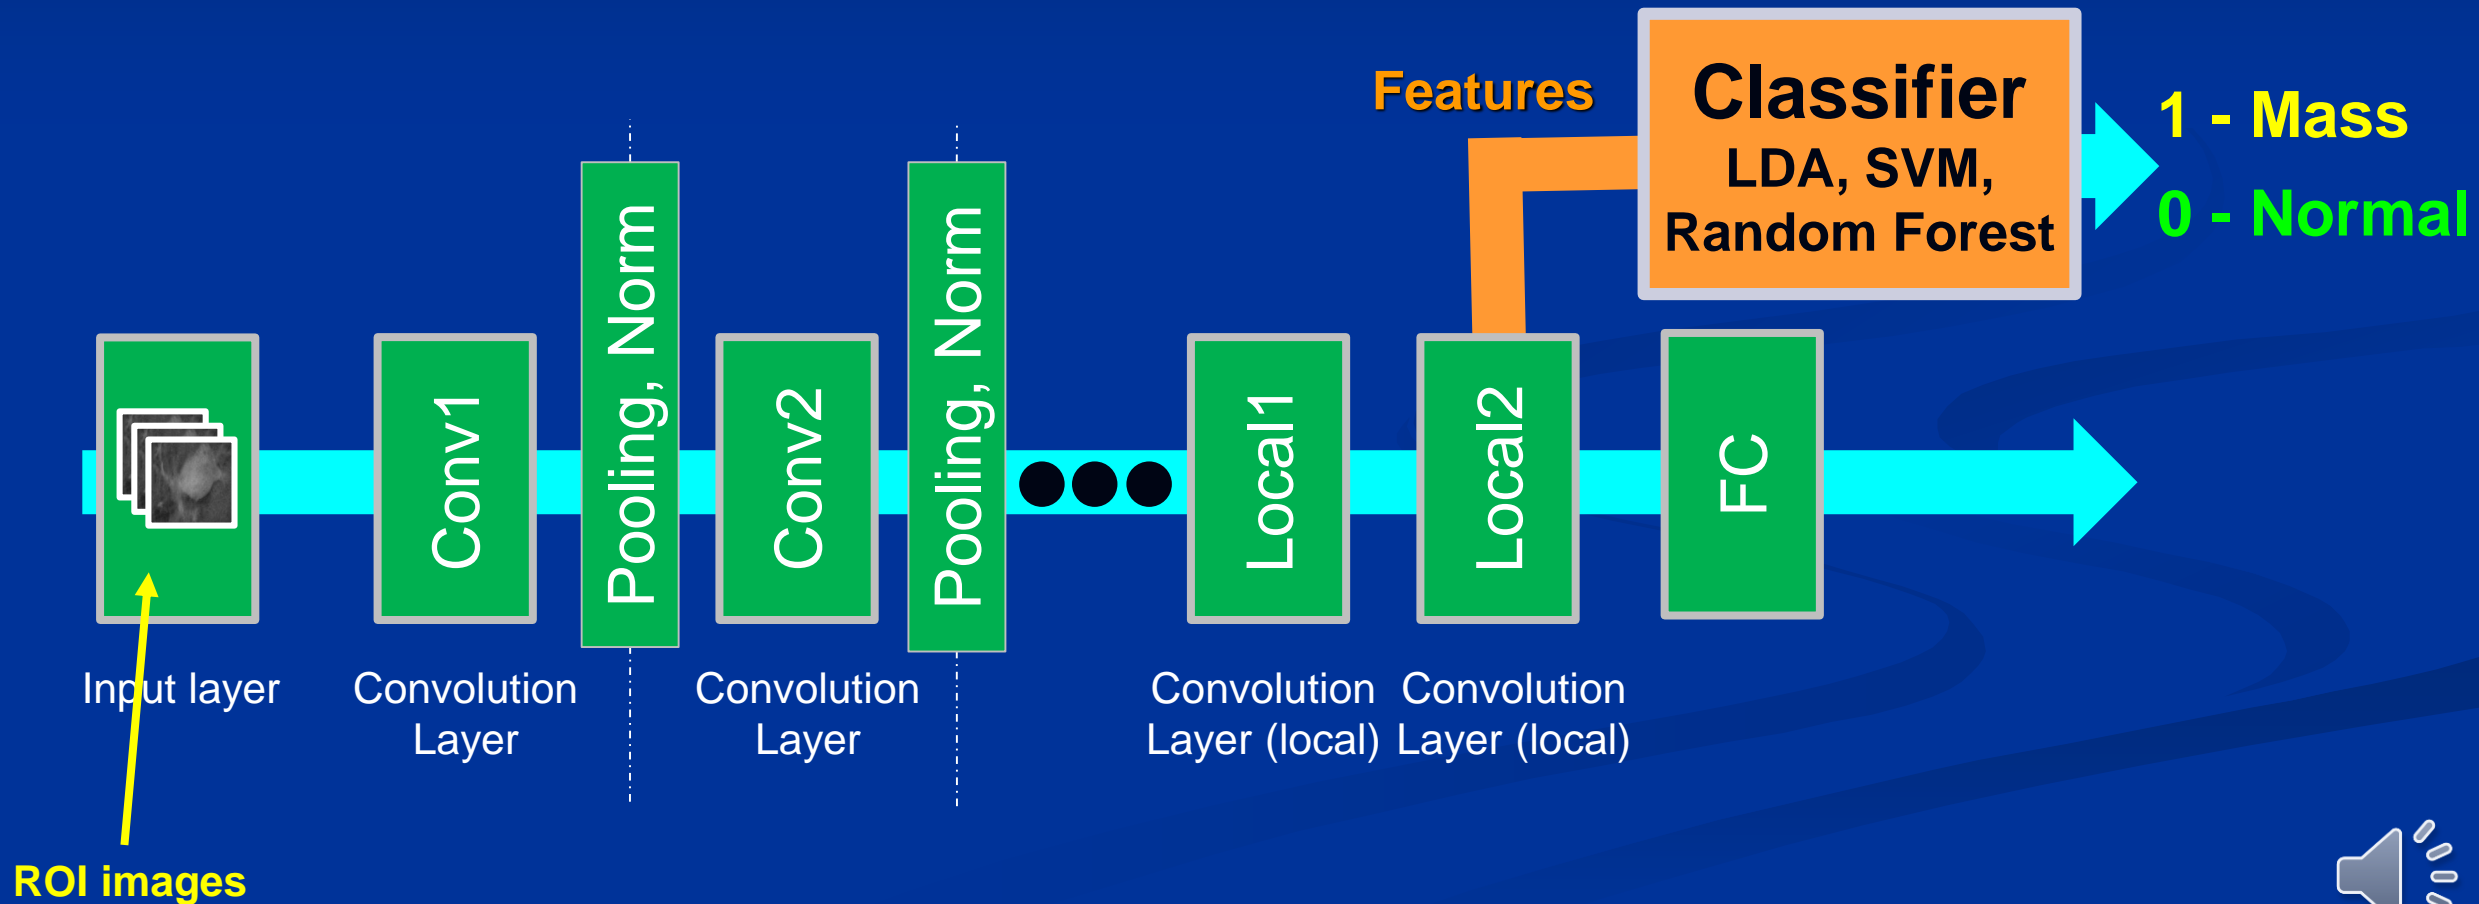 Features
Classifier
LDA, SVM,
Random Forest
1 - Mass
0 - Normal
Conv1
Pooling, Norm
Conv2
Pooling, Norm
Local1
Local2
FC
Input layer
Convolution
Layer
Convolution
Layer
Convolution
Layer (local)
Convolution
Layer (local)
ROI images